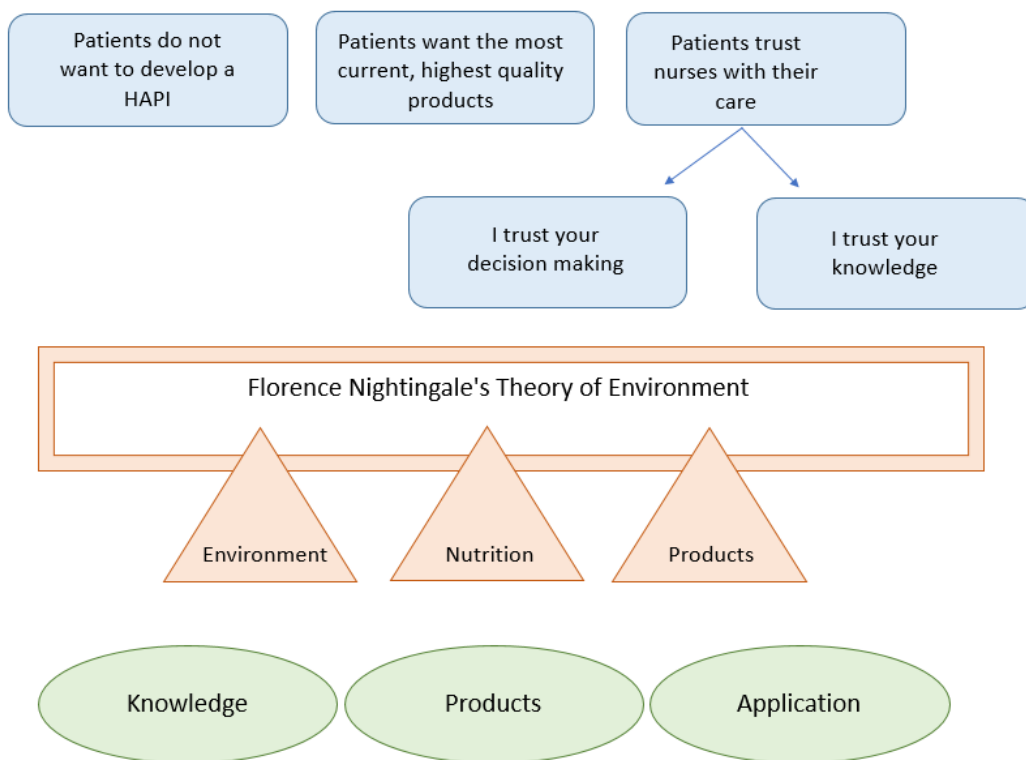 Patients do not
want to develop a
HAPI
Patients want the most
current, highest quality
products
Patients trust
nurses with their
care
I trust your
decision making
I trust your
knowledge
Florence Nightingale's Theory of Environment
Environment
Nutrition
Products
Knowledge
Products
Application